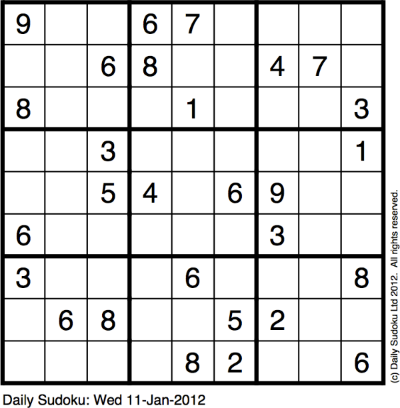 9 6 7
6 8 4 7
8 1 3
3 1
5 4 6 9
6 3
3 6 8
6 8 5 2
8 2 6
Daily Sudoku: Wed 11-Jan-2012
(c) Daily Sudoku Ltd 2012. All rights reserved.